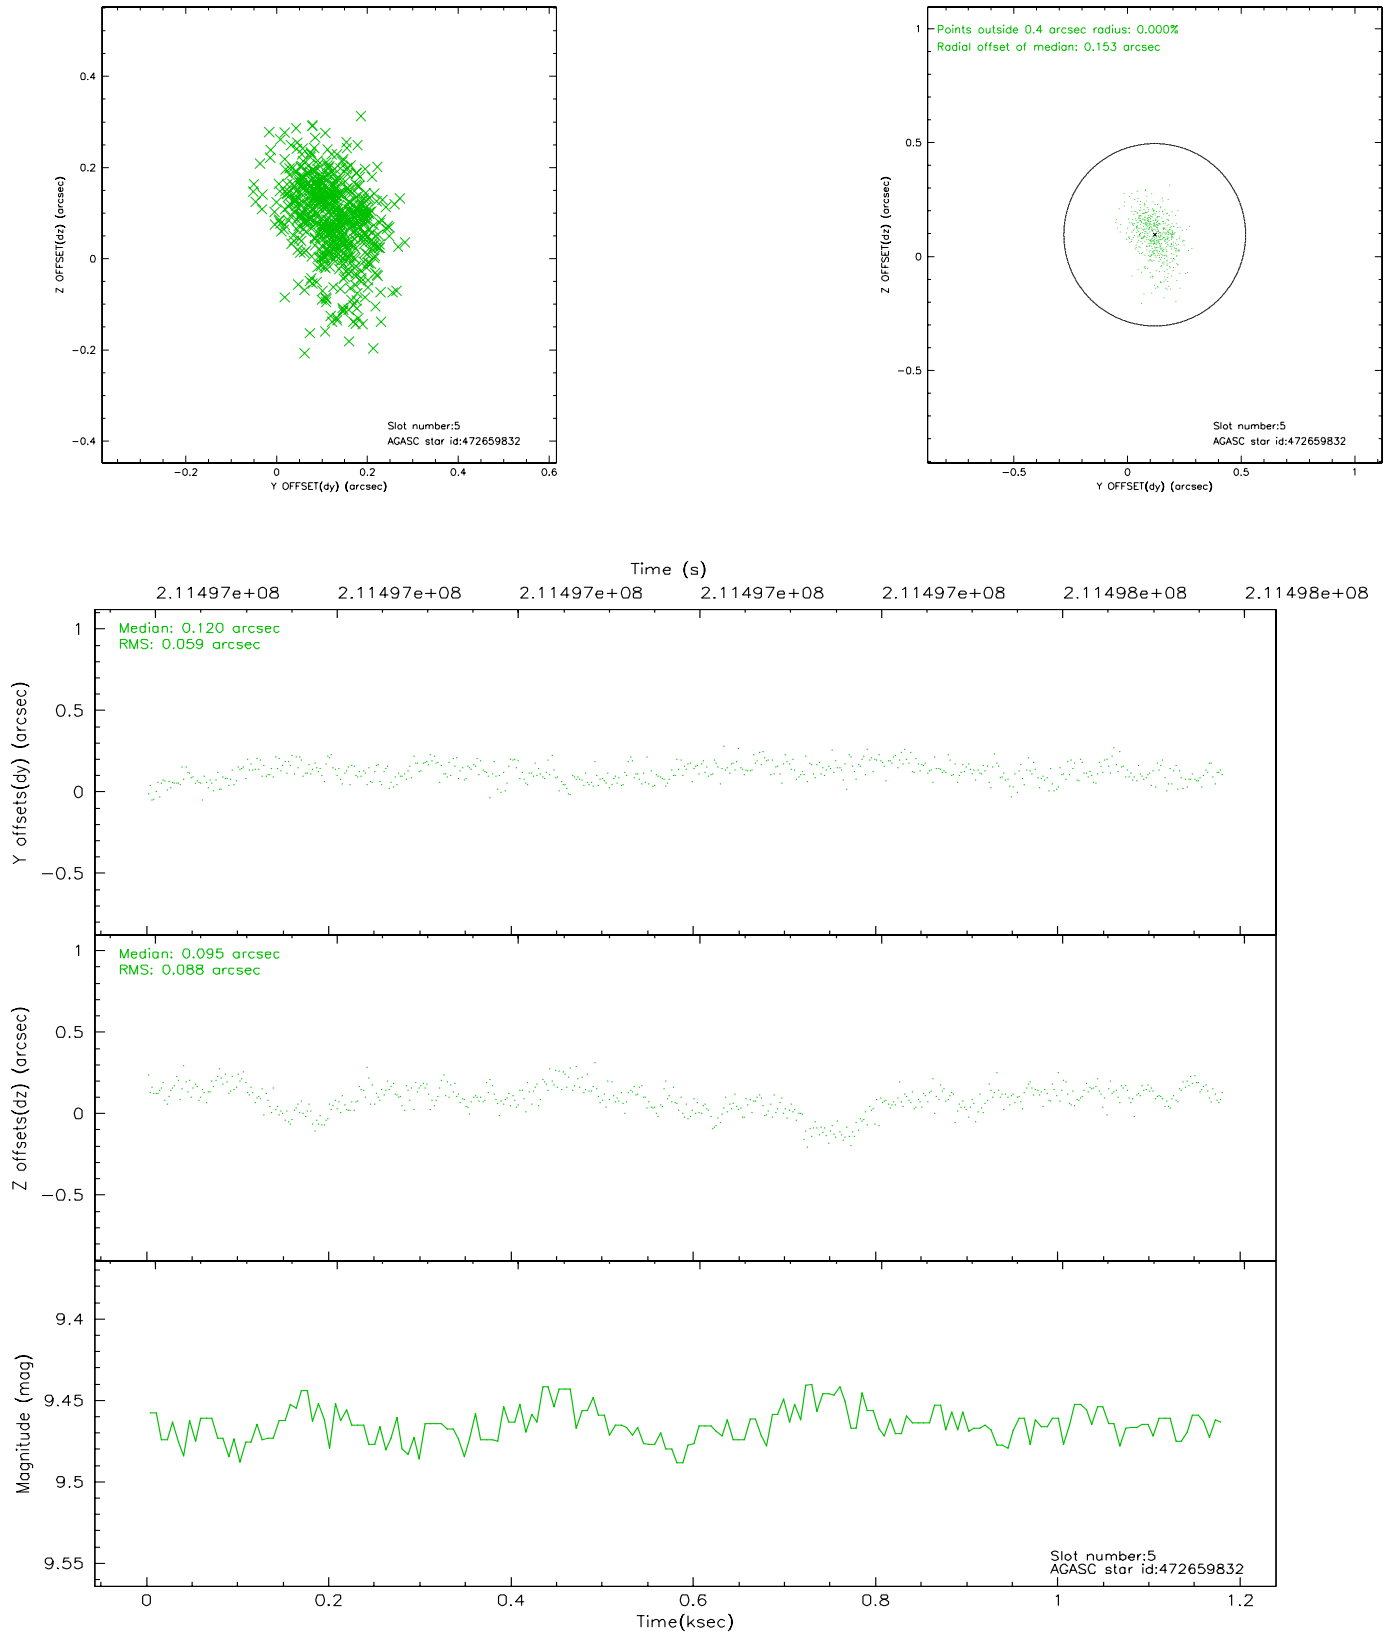 0.4
0.2
0
−0.2
−0.4
Z OFFSET(dz) (arcsec)
Slot number:5
AGASC star id:472659832
−0.2 0 0.2 0.4 0.6
Y OFFSET(dy) (arcsec)
Points outside 0.4 arcsec radius: 0.000%
Radial offset of median: 0.153 arcsec
1
0.5
0
−0.5
Z OFFSET(dz) (arcsec)
Slot number:5
AGASC star id:472659832
−0.5 0 0.5 1
Y OFFSET(dy) (arcsec)
Time (s)
2.11497e+08 2.11497e+08 2.11497e+08 2.11497e+08 2.11497e+08 2.11498e+08 2.11498e+08
Median: 0.120 arcsec
RMS: 0.059 arcsec
1
0.5
0
−0.5
Y offsets(dy) (arcsec)
Median: 0.095 arcsec
RMS: 0.088 arcsec
1
0.5
0
−0.5
Z offsets(dz) (arcsec)
9.4
9.45
9.5
9.55
Magnitude (mag)
Slot number:5
AGASC star id:472659832
0 0.2 0.4 0.6 0.8 1 1.2
Time(ksec)